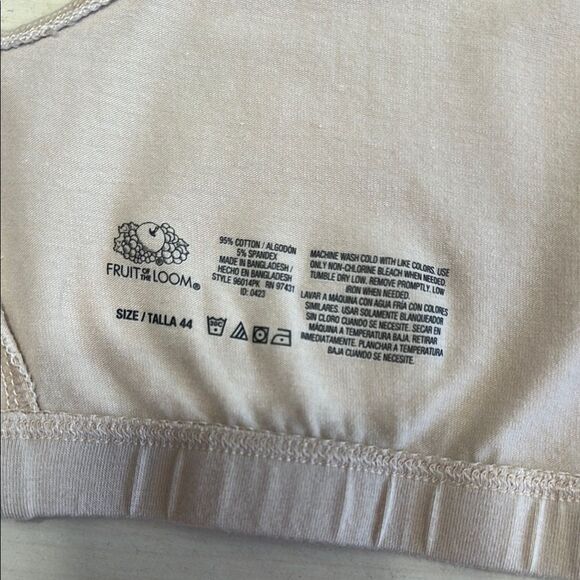 FRUIT OF THE LOOM®
SIZE / TALLA 44
95% COTTON / ALGODÓN
5% SPANDEX
MADE IN BANGLADESH /
HECHO EN BANGLADESH
STYLE 96014PK RN 97431
ID: 0423
30C
MACHINE WASH COLD WITH LIKE COLORS. USE
ONLY NON-CHLORINE BLEACH WHEN NEEDED.
TUMBLE DRY LOW. REMOVE PROMPTLY. LOW
IRON WHEN NEEDED.
LAVAR A MÁQUINA CON AGUA FRÍA CON COLORES
SIMILARES. USAR SOLAMENTE BLANQUEADOR
SIN CLORO CUANDO SE NECESITE. SECAR EN
MÁQUINA A TEMPERATURA BAJA. RETIRAR
INMEDIATAMENTE. PLANCHAR A TEMPERATURA
BAJA CUANDO SE NECESITE.